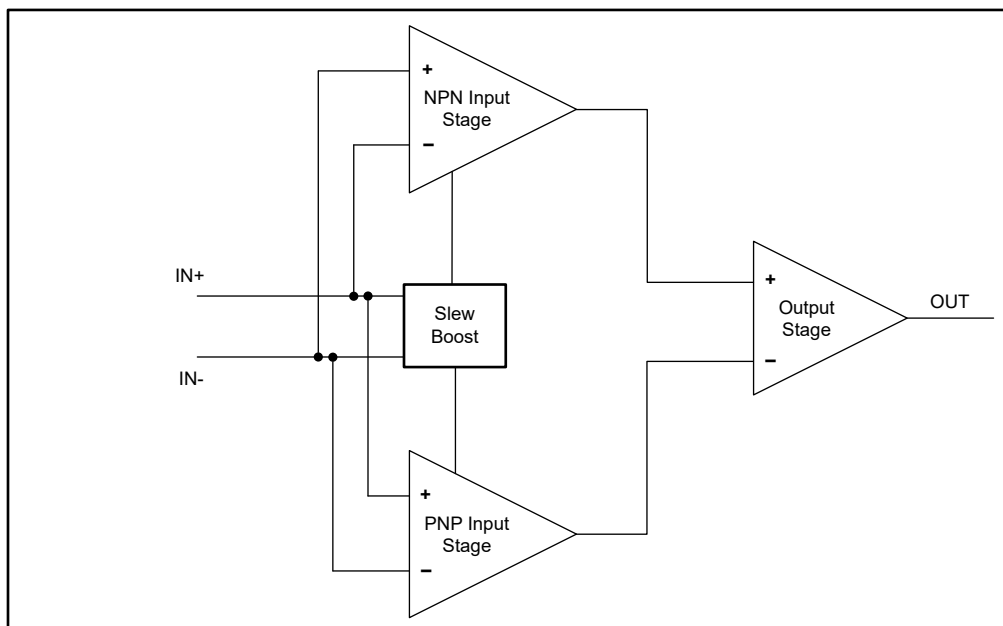 +
NPN Input
Stage
−
IN+
Slew
Boost
IN-
+
Output
Stage
−
OUT
+
PNP Input
Stage
−